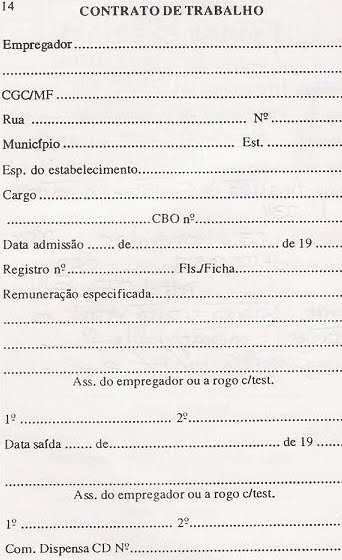 14
CONTRATO DE TRABALHO
Empregador
CGC/MF
Rua Nº
Município Est.
Esp. do estabelecimento
Cargo
CBO nº
Data admissão de de 19
Registro nº Fls./Ficha
Remuneração especificada
Ass. do empregador ou a rogo c/test.
1º 2º
Data saída de de 19
Ass. do empregador ou a rogo c/test.
1º 2º
Com. Dispensa CD Nº